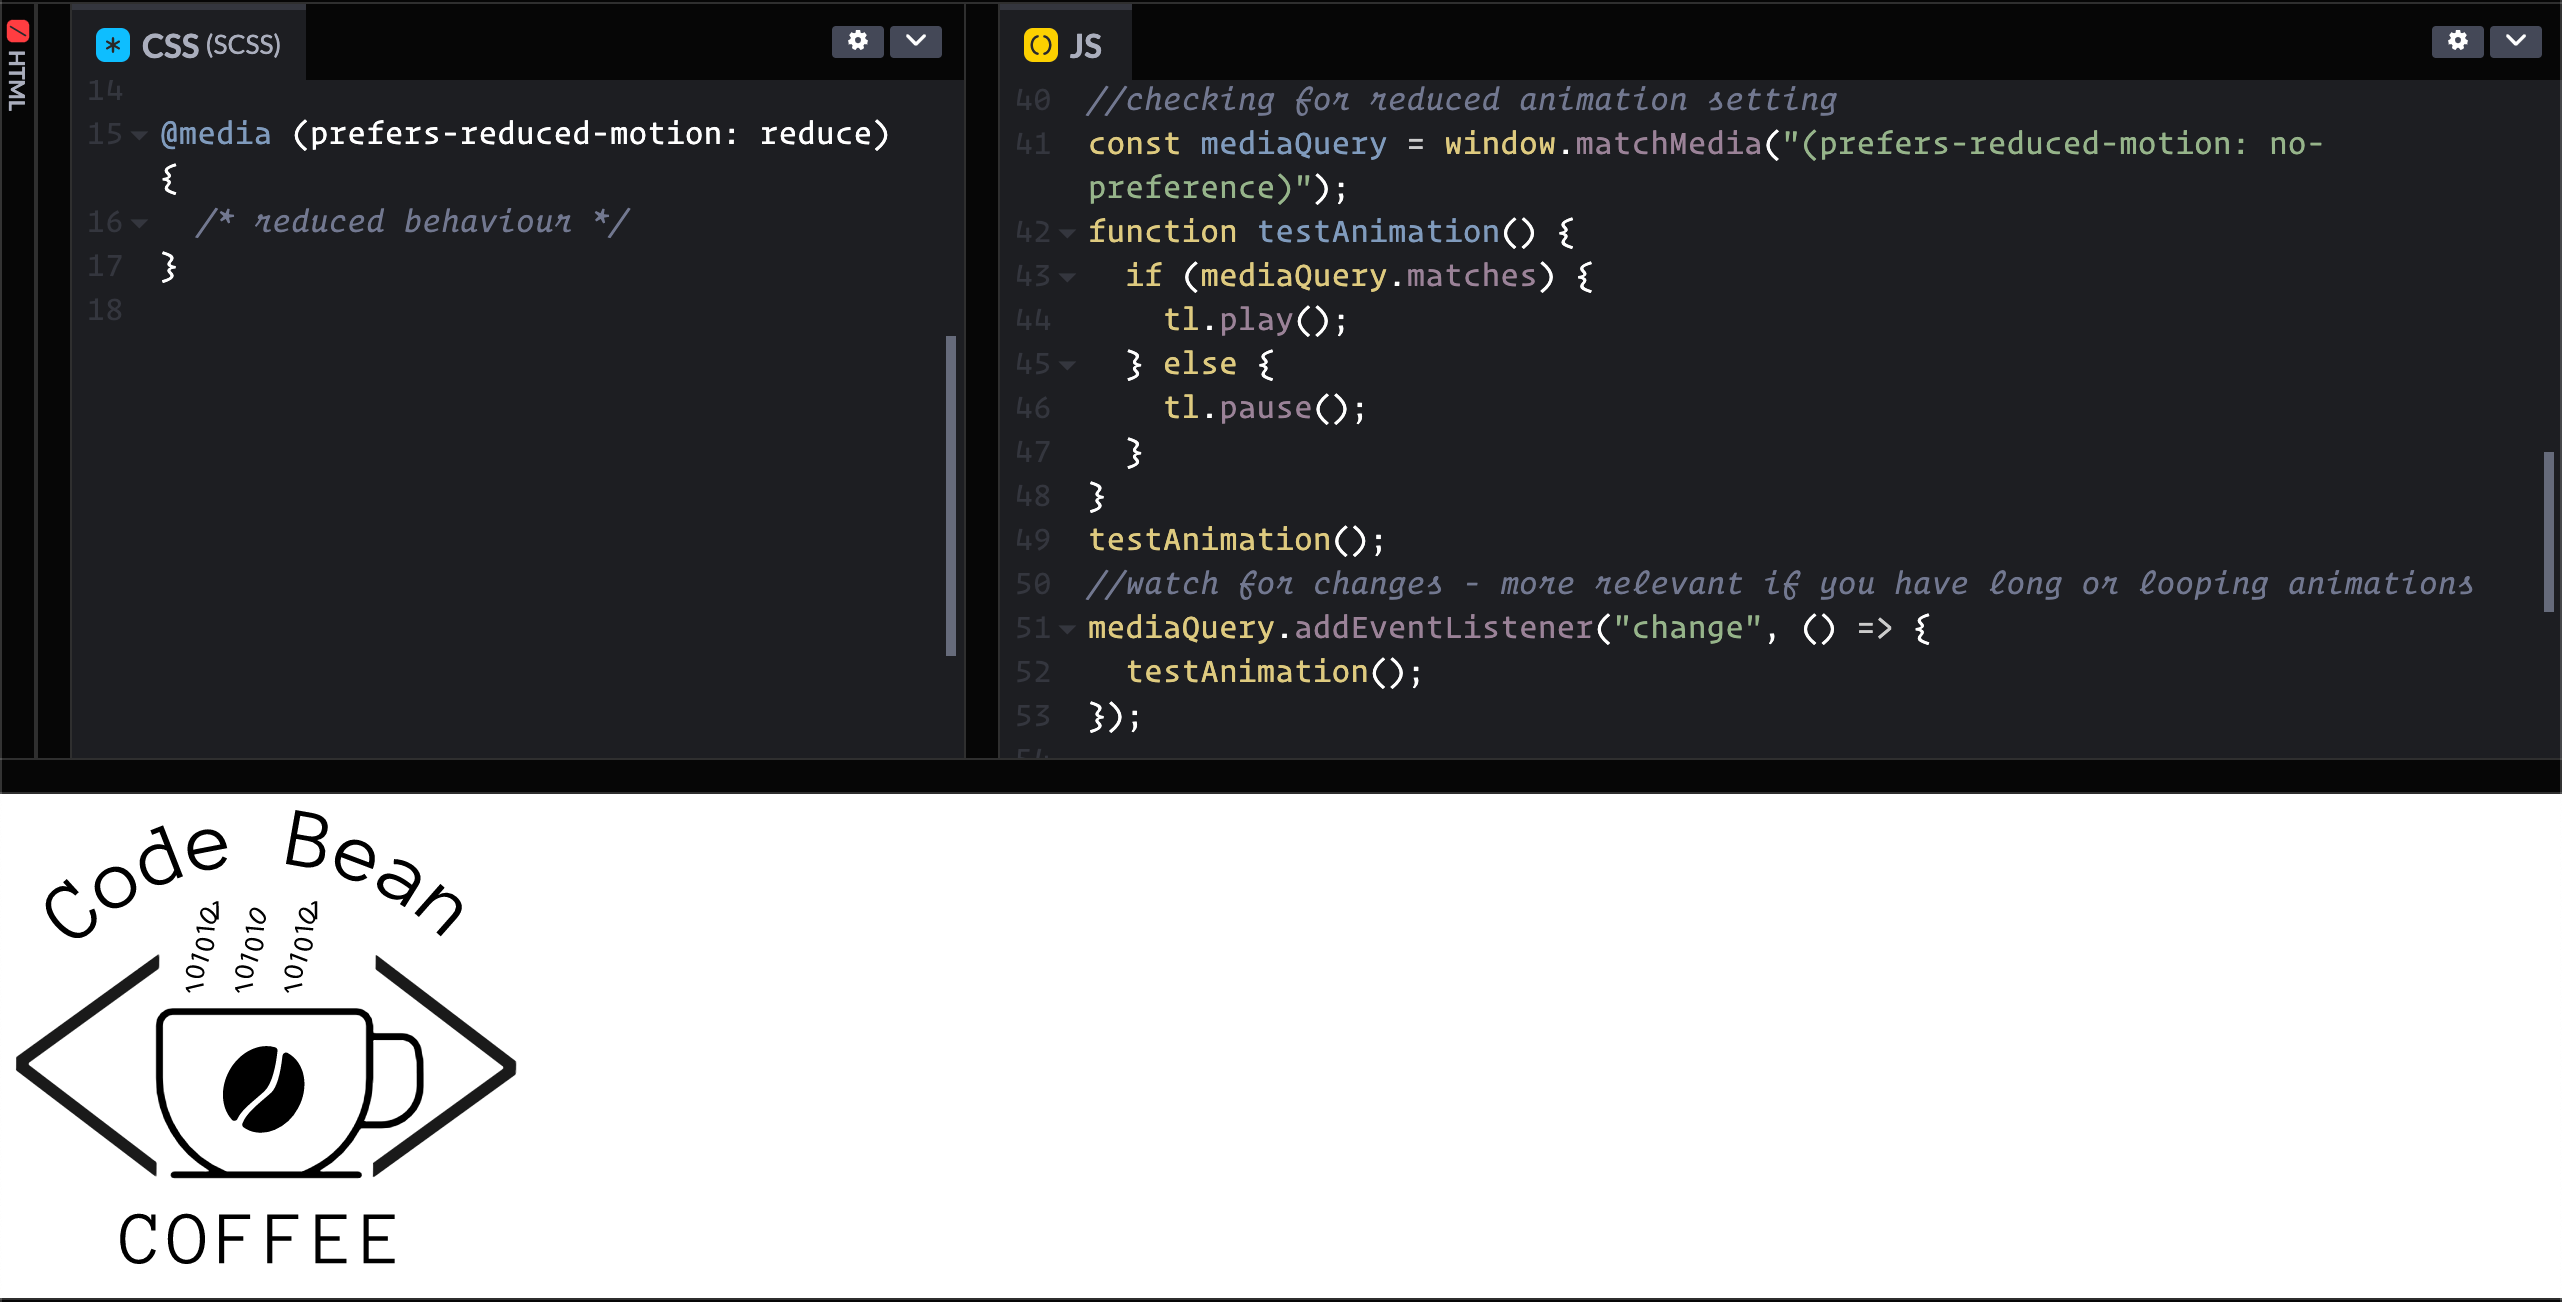 HTML
CSS (SCSS)
14
15 @media (prefers-reduced-motion: reduce)
{
16 /* reduced behaviour */
17 }
18
JS
40 //checking for reduced animation setting
41 const mediaQuery = window.matchMedia("(prefers-reduced-motion: no-
preference)");
42 function testAnimation() {
43 if (mediaQuery.matches) {
44 tl.play();
45 } else {
46 tl.pause();
47 }
48 }
49 testAnimation();
50 //watch for changes - more relevant if you have long or looping animations
51 mediaQuery.addEventListener("change", () => {
52 testAnimation();
53 });
Code Bean
101010
101010
101010
COFFEE